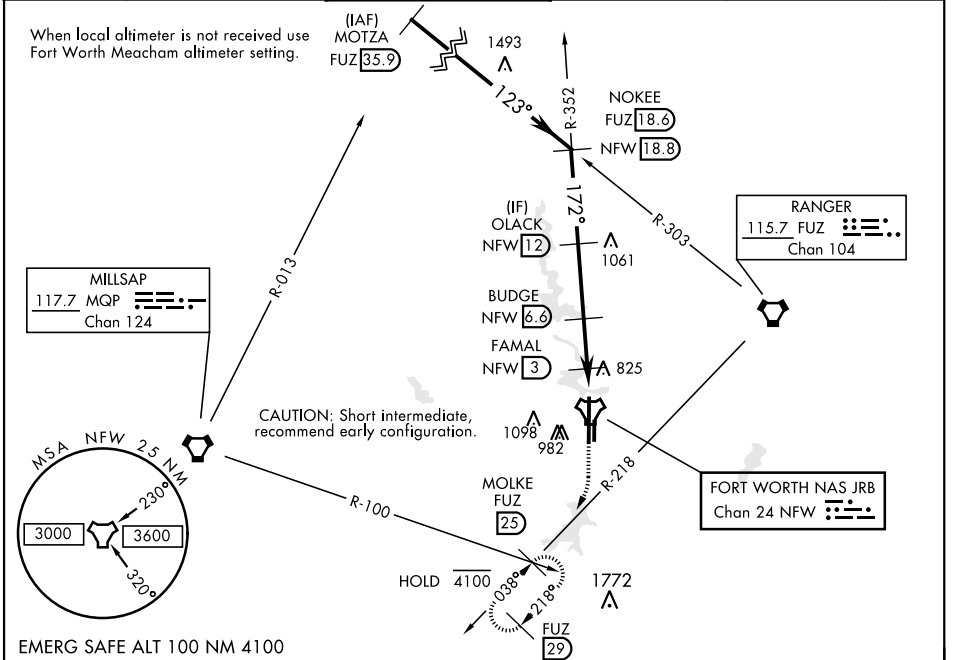 When local altimeter is not received use
Fort Worth Meacham altimeter setting.
(IAF)
MOTZA
FUZ 35.9
1493
123°
R-352
NOKEE
FUZ 18.6
NFW 18.8
172°
(IF)
OLACK
NFW 12
1061
R-303
RANGER
115.7 FUZ
Chan 104
R-013
MILLSAP
117.7 MQP
Chan 124
BUDGE
NFW 6.6
FAMAL
NFW 3
825
CAUTION: Short intermediate,
recommend early configuration.
1098
982
R-218
MSA NFW 25 NM
230°
3000
3600
320°
R-100
MOLKE
FUZ
25
FORT WORTH NAS JRB
Chan 24 NFW
HOLD 4100
038°
218°
1772
FUZ
29
EMERG SAFE ALT 100 NM 4100